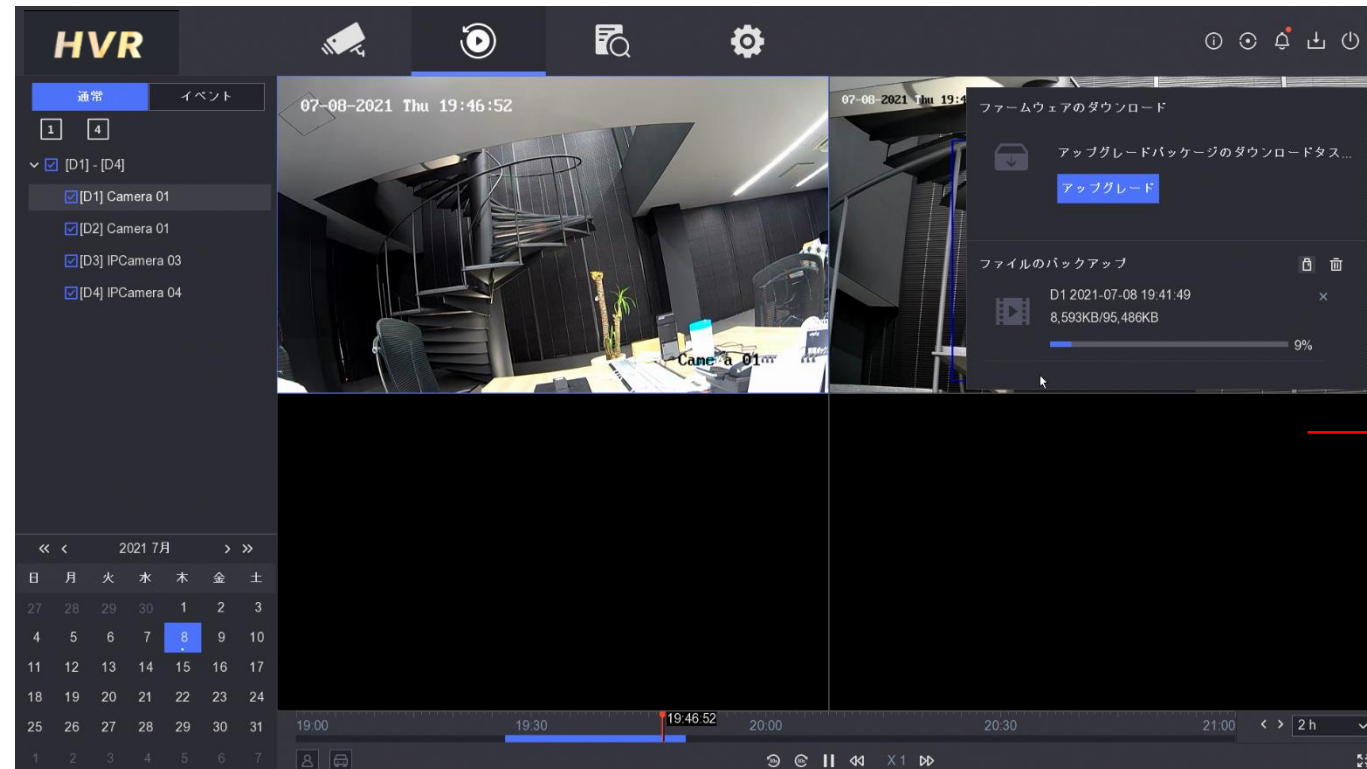 HVR
通常 イベント
1 4
[D1] - [D4]
[D1] Camera 01
[D2] Camera 01
[D3] IPCamera 03
[D4] IPCamera 04
07-08-2021 Thu 19:46:52
Came a 01
07-08-2021 Thu 19:4
ファームウェアのダウンロード
アップグレードパッケージのダウンロードタス...
アップグレード
ファイルのバックアップ
D1 2021-07-08 19:41:49
8,593KB/95,486KB
9%
2021 7月
日 月 火 水 木 金 土
27 28 29 30 1 2 3
4 5 6 7 8 9 10
11 12 13 14 15 16 17
18 19 20 21 22 23 24
25 26 27 28 29 30 31
1 2 3 4 5 6 7
19:00 19:30 19:46:52 20:00 20:30 21:00 2 h
X 1